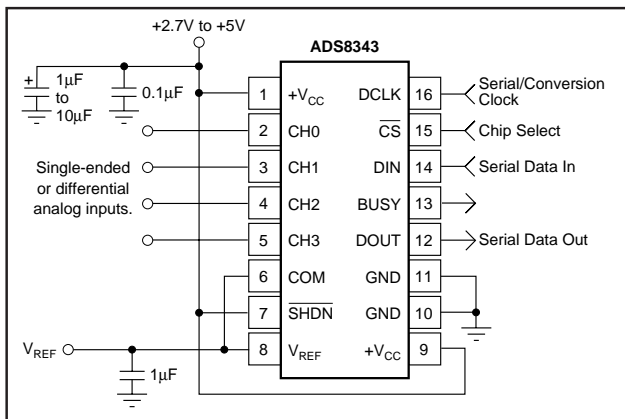 +2.7V to +5V
ADS8343
+ 1µF to 10µF
0.1µF
1 +VCC DCLK 16 Serial/Conversion Clock
2 CH0 C̅S̅ 15 Chip Select
Single-ended or differential analog inputs.
3 CH1 DIN 14 Serial Data In
4 CH2 BUSY 13
5 CH3 DOUT 12 Serial Data Out
6 COM GND 11
7 S̅H̅D̅N̅ GND 10
VREF 8 VREF +VCC 9
1µF